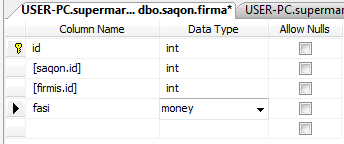 USER-PC.supermar... dbo.saqon.firma* USER-PC.superman
Column Name Data Type Allow Nulls
id int
[saqon.id] int
[firmis.id] int
fasi money